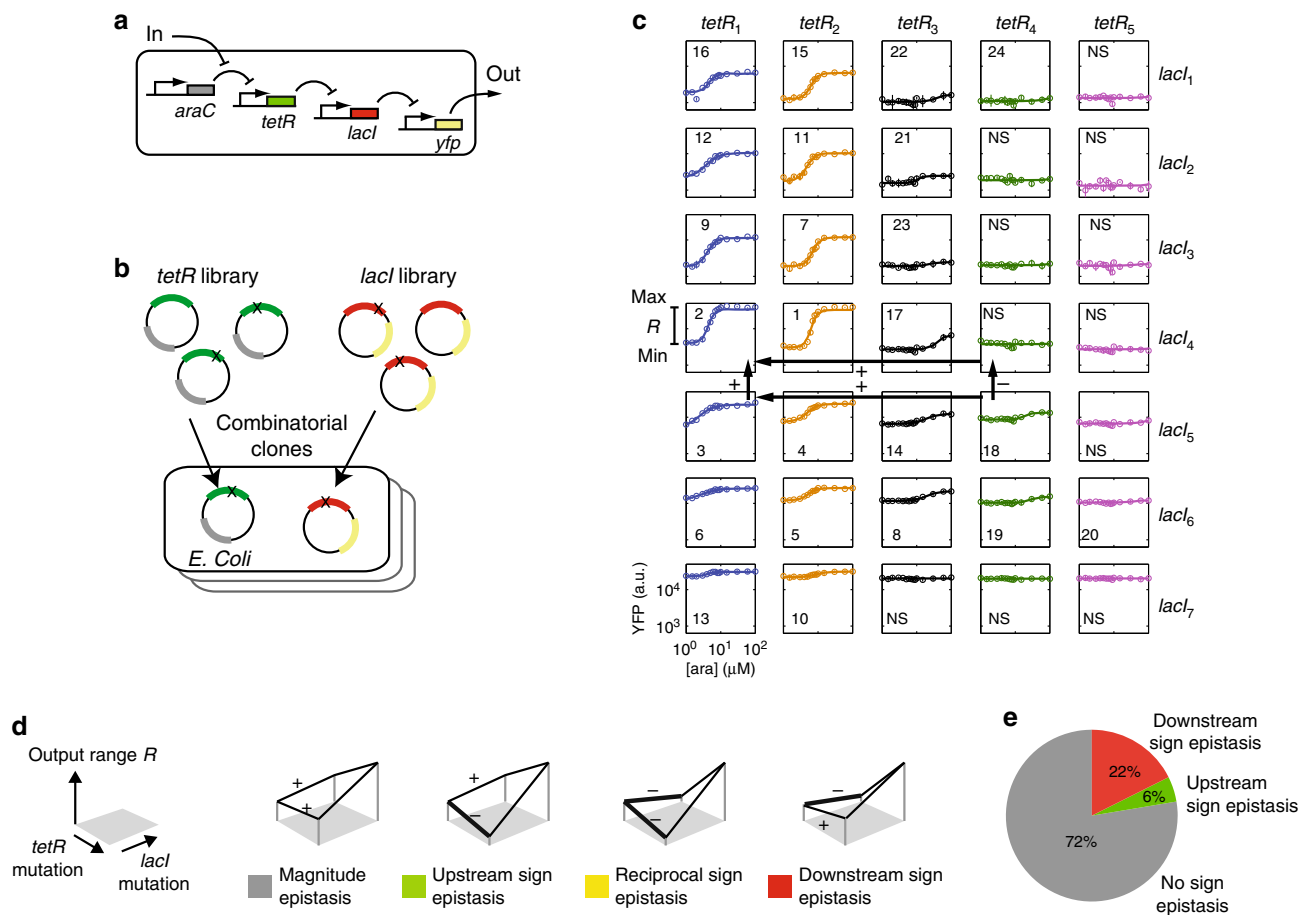 a
In
Out
araC
tetR
lacI
yfp
b
tetR library
lacI library
Combinatorial
clones
E. Coli
c
tetR1 tetR2 tetR3 tetR4 tetR5
16 15 22 24 NS lacI1
12 11 21 NS NS lacI2
9 7 23 NS NS lacI3
Max
R
Min
2 1 17 NS NS lacI4
+
+ + −
3 4 14 18 NS lacI5
6 5 8 19 20 lacI6
13 10 NS NS NS lacI7
YFP (a.u.)
10^4
10^3
10^0 10^1 10^2
[ara] (μM)
d
Output range R
tetR
mutation
lacI
mutation
+
+
+
−
−
−
−
+
Magnitude
epistasis
Upstream sign
epistasis
Reciprocal sign
epistasis
Downstream sign
epistasis
e
Downstream
sign epistasis
22%
Upstream
sign epistasis
6%
72%
No sign
epistasis